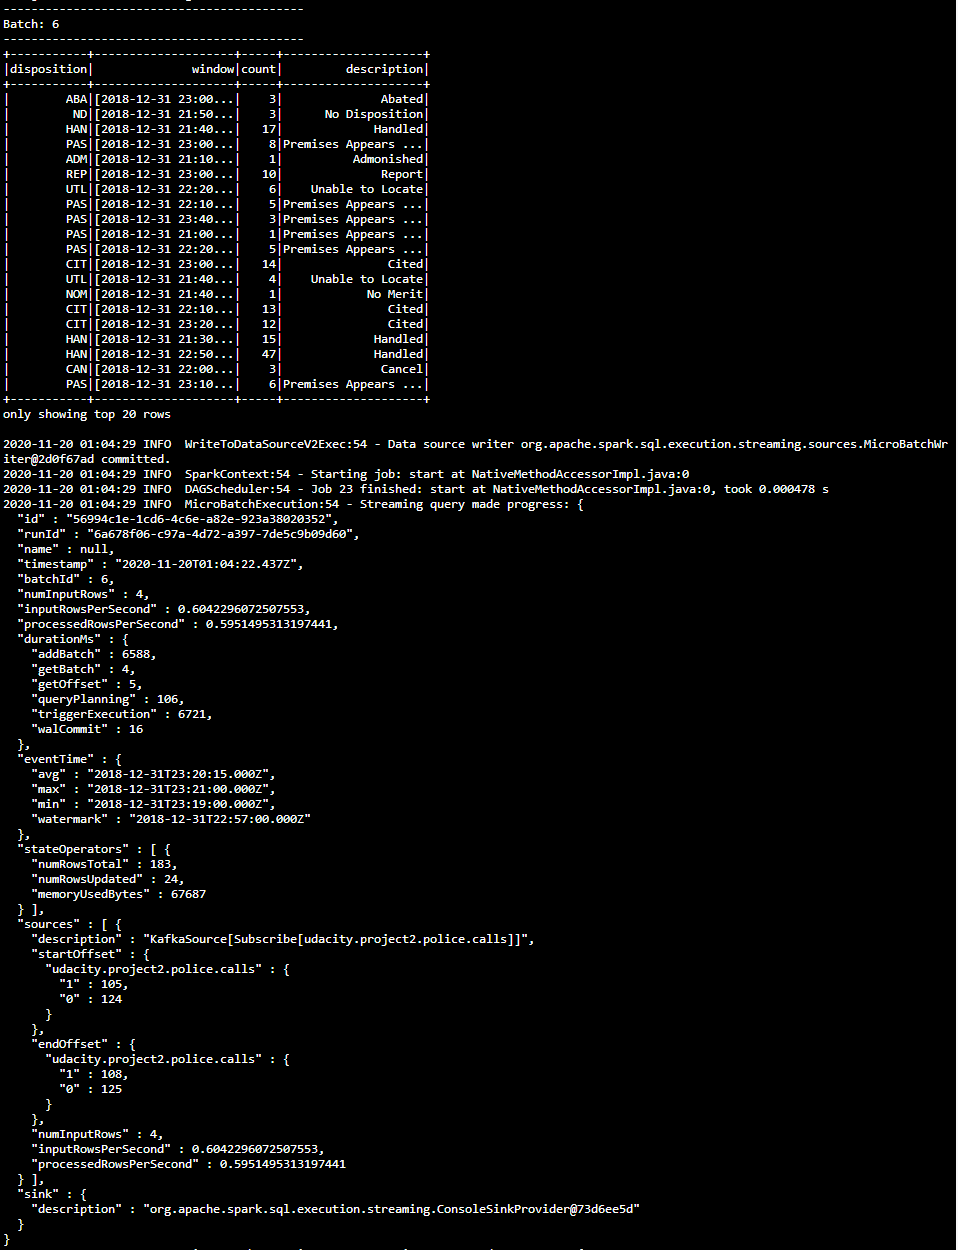 -------------------------------------------
Batch: 6
-------------------------------------------
+-----------+--------------------+-----+--------------------+
|disposition|              window|count|         description|
+-----------+--------------------+-----+--------------------+
|        ABA|[2018-12-31 23:00...|    3|              Abated|
|         ND|[2018-12-31 21:50...|    3|      No Disposition|
|        HAN|[2018-12-31 21:40...|   17|             Handled|
|        PAS|[2018-12-31 23:00...|    8|Premises Appears ...|
|        ADM|[2018-12-31 21:10...|    1|          Admonished|
|        REP|[2018-12-31 23:00...|   10|              Report|
|        UTL|[2018-12-31 22:20...|    6|    Unable to Locate|
|        PAS|[2018-12-31 22:10...|    5|Premises Appears ...|
|        PAS|[2018-12-31 23:40...|    3|Premises Appears ...|
|        PAS|[2018-12-31 21:00...|    1|Premises Appears ...|
|        PAS|[2018-12-31 22:20...|    5|Premises Appears ...|
|        CIT|[2018-12-31 23:00...|   14|               Cited|
|        UTL|[2018-12-31 21:40...|    4|    Unable to Locate|
|        NOM|[2018-12-31 21:40...|    1|            No Merit|
|        CIT|[2018-12-31 22:10...|   13|               Cited|
|        CIT|[2018-12-31 23:20...|   12|               Cited|
|        HAN|[2018-12-31 21:30...|   15|             Handled|
|        HAN|[2018-12-31 22:50...|   47|             Handled|
|        CAN|[2018-12-31 22:00...|    3|              Cancel|
|        PAS|[2018-12-31 23:10...|    6|Premises Appears ...|
+-----------+--------------------+-----+--------------------+
only showing top 20 rows

2020-11-20 01:04:29 INFO  WriteToDataSourceV2Exec:54 - Data source writer org.apache.spark.sql.execution.streaming.sources.MicroBatchWr
iter@2d0f67ad committed.
2020-11-20 01:04:29 INFO  SparkContext:54 - Starting job: start at NativeMethodAccessorImpl.java:0
2020-11-20 01:04:29 INFO  DAGScheduler:54 - Job 23 finished: start at NativeMethodAccessorImpl.java:0, took 0.000478 s
2020-11-20 01:04:29 INFO  MicroBatchExecution:54 - Streaming query made progress: {
  "id" : "56994c1e-1cd6-4c6e-a82e-923a38020352",
  "runId" : "6a678f06-c97a-4d72-a397-7de5c9b09d60",
  "name" : null,
  "timestamp" : "2020-11-20T01:04:22.437Z",
  "batchId" : 6,
  "numInputRows" : 4,
  "inputRowsPerSecond" : 0.6042296072507553,
  "processedRowsPerSecond" : 0.5951495313197441,
  "durationMs" : {
    "addBatch" : 6588,
    "getBatch" : 4,
    "getOffset" : 5,
    "queryPlanning" : 106,
    "triggerExecution" : 6721,
    "walCommit" : 16
  },
  "eventTime" : {
    "avg" : "2018-12-31T23:20:15.000Z",
    "max" : "2018-12-31T23:21:00.000Z",
    "min" : "2018-12-31T23:19:00.000Z",
    "watermark" : "2018-12-31T22:57:00.000Z"
  },
  "stateOperators" : [ {
    "numRowsTotal" : 183,
    "numRowsUpdated" : 24,
    "memoryUsedBytes" : 67687
  } ],
  "sources" : [ {
    "description" : "KafkaSource[Subscribe[udacity.project2.police.calls]]",
    "startOffset" : {
      "udacity.project2.police.calls" : {
        "1" : 105,
        "0" : 124
      }
    },
    "endOffset" : {
      "udacity.project2.police.calls" : {
        "1" : 108,
        "0" : 125
      }
    },
    "numInputRows" : 4,
    "inputRowsPerSecond" : 0.6042296072507553,
    "processedRowsPerSecond" : 0.5951495313197441
  } ],
  "sink" : {
    "description" : "org.apache.spark.sql.execution.streaming.ConsoleSinkProvider@73d6ee5d"
  }
}